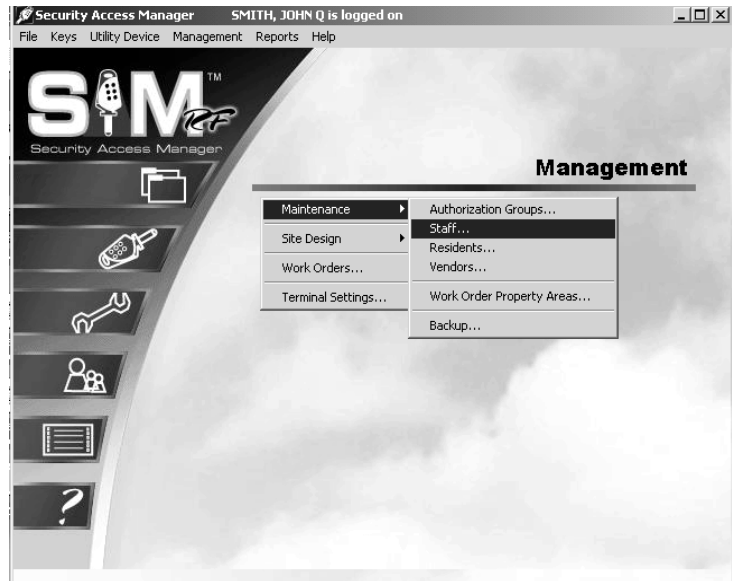 Security Access Manager SMITH, JOHN Q is logged on
File Keys Utility Device Management Reports Help
SAM TM
RF
Security Access Manager
Management
Maintenance
Site Design
Work Orders...
Terminal Settings...
Authorization Groups...
Staff...
Residents...
Vendors...
Work Order Property Areas...
Backup...
?